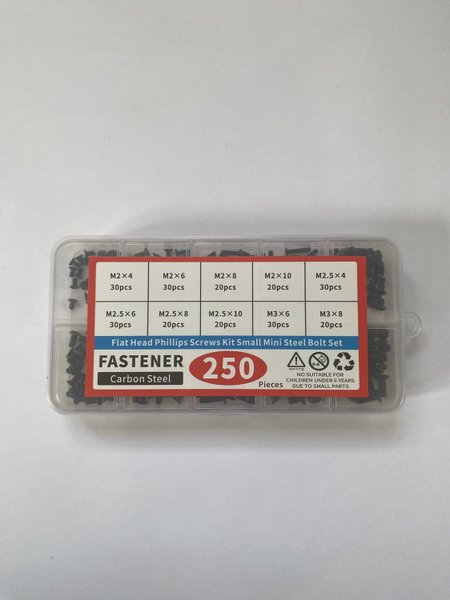 M2×4 M2×6 M2×8 M2×10 M2.5×4
30pcs 30pcs 20pcs 20pcs 30pcs
M2.5×6 M2.5×8 M2.5×10 M3×6 M3×8
30pcs 20pcs 20pcs 30pcs 20pcs
Flat Head Phillips Screws Kit Small Mini Steel Bolt Set
FASTENER
Carbon Steel
250
Pieces
warning
NO SUITABLE FOR
CHILDREN UNDER 6 YEARS
DUE TO SMALL PARTS